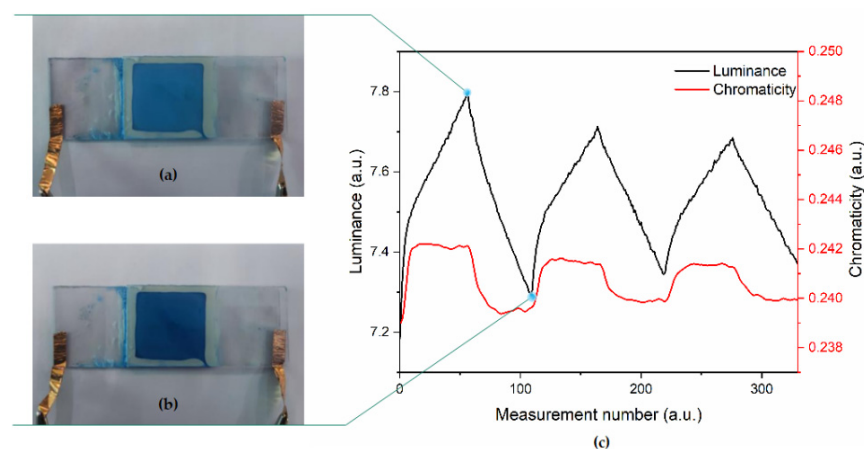 (a)
(b)
Luminance (a.u.)
7.8
7.6
7.4
7.2
Luminance
Chromaticity
0.250
0.248
0.246
0.244
0.242
0.240
0.238
Chromaticity (a.u.)
0
100
200
300
Measurement number (a.u.)
(c)